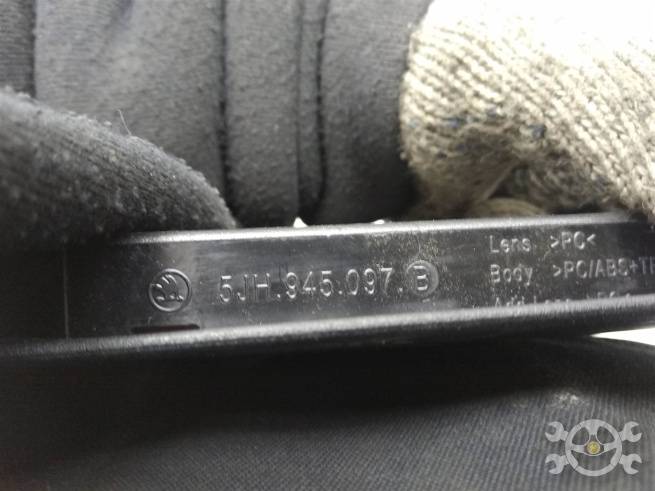 5JH.945.097.B
Lens >PC<
Body >PC/ABS+T